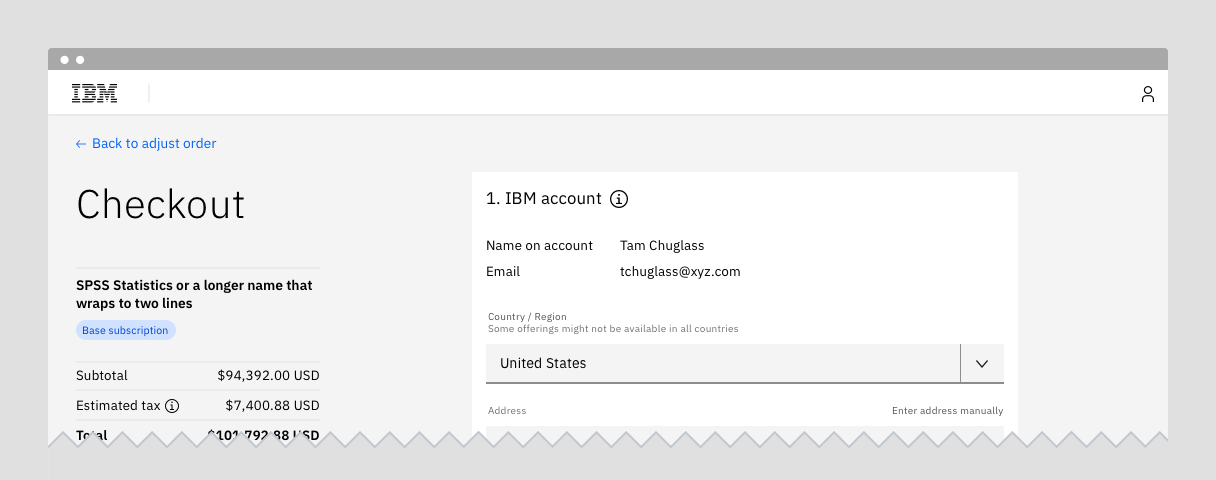 IBM
← Back to adjust order
Checkout
SPSS Statistics or a longer name that
wraps to two lines
Base subscription
Subtotal $94,392.00 USD
Estimated tax $7,400.88 USD
Total $101,792.88 USD
1. IBM account
Name on account Tam Chuglass
Email tchuglass@xyz.com
Country / Region
Some offerings might not be available in all countries
United States
Address Enter address manually